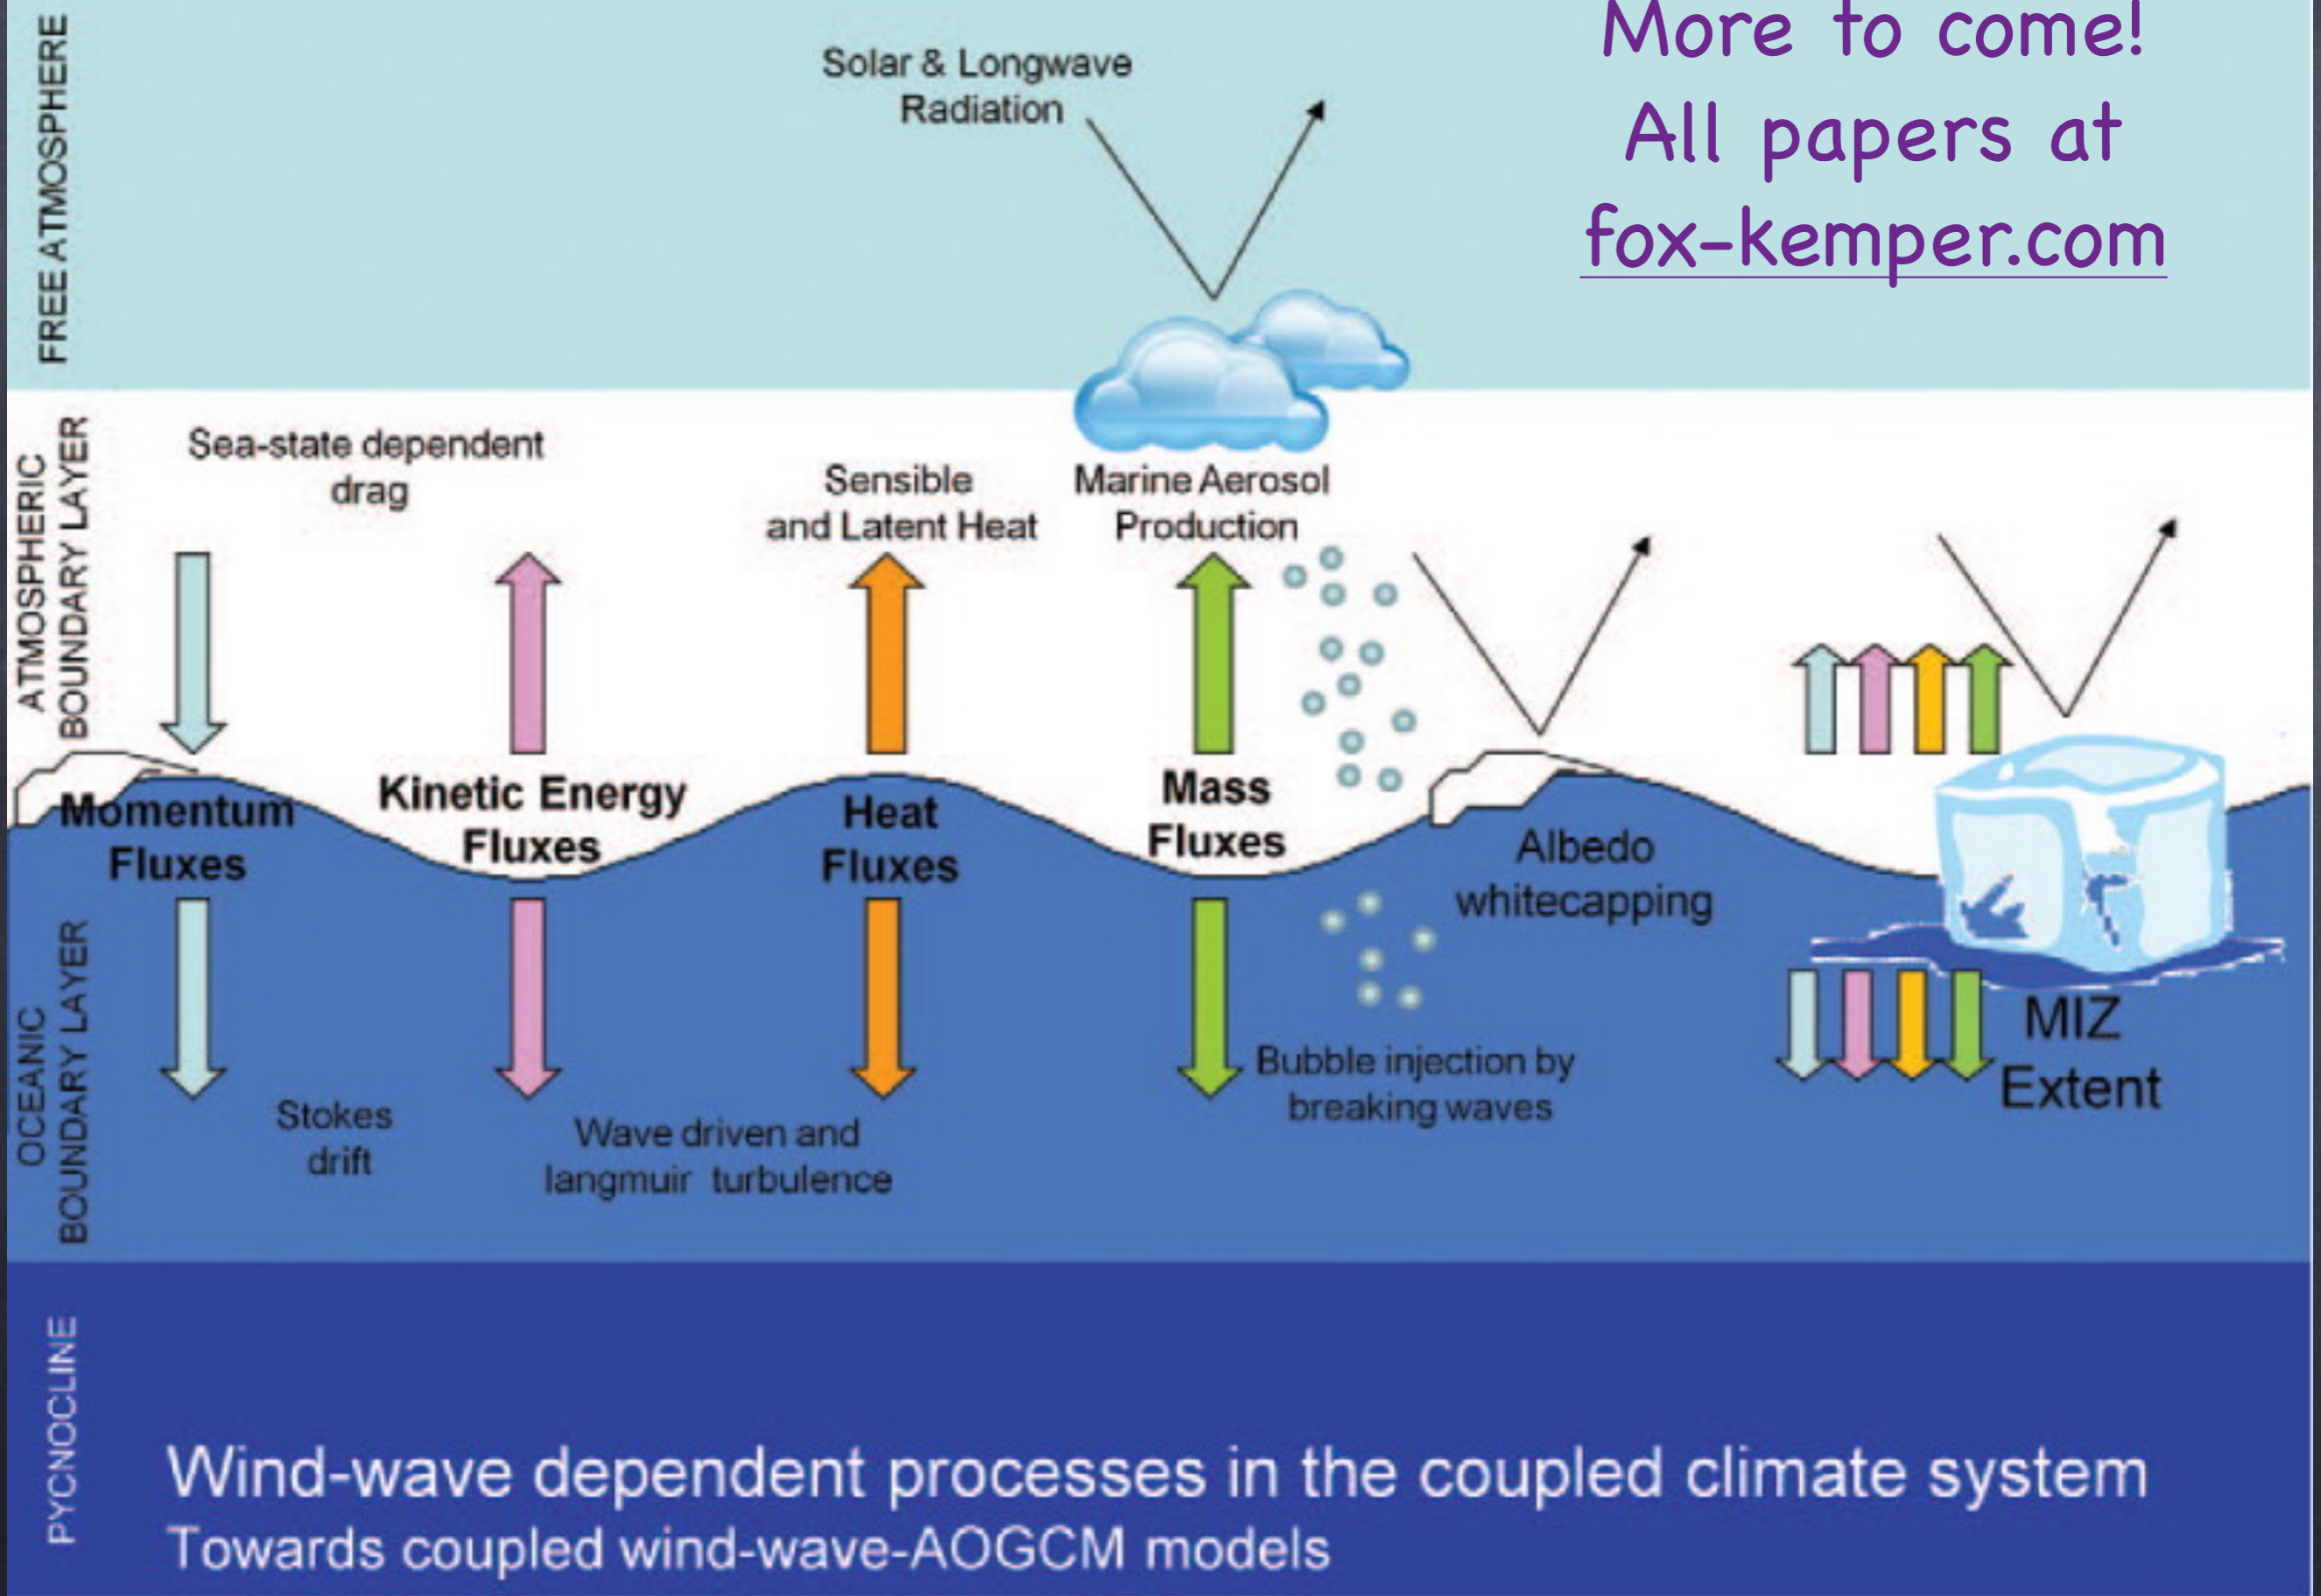 More to come!
All papers at
fox-kemper.com
FREE ATMOSPHERE
Solar & Longwave
Radiation
ATMOSPHERIC
BOUNDARY LAYER
Sea-state dependent
drag
Sensible
and Latent Heat
Marine Aerosol
Production
Momentum
Fluxes
Kinetic Energy
Fluxes
Heat
Fluxes
Mass
Fluxes
Albedo
whitecapping
OCEANIC
BOUNDARY LAYER
Stokes
drift
Wave driven and
langmuir turbulence
Bubble injection by
breaking waves
MIZ
Extent
PYCNOCLINE
Wind-wave dependent processes in the coupled climate system
Towards coupled wind-wave-AOGCM models